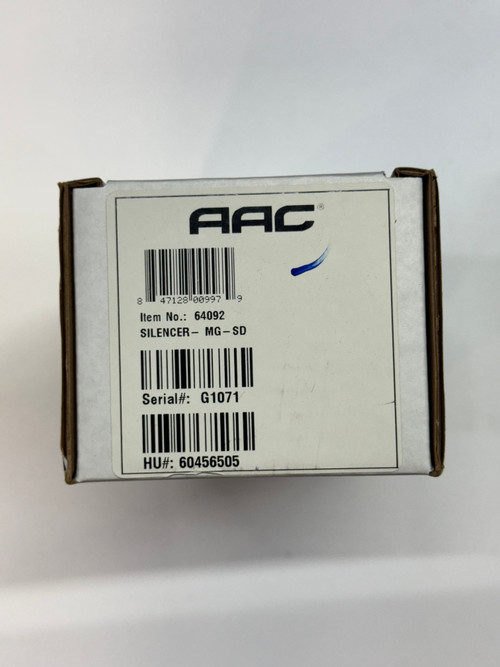 AAC®
8 47128 00997 9
Item No.: 64092
SILENCER- MG-SD
Serial#: G1071
HU#: 60456505